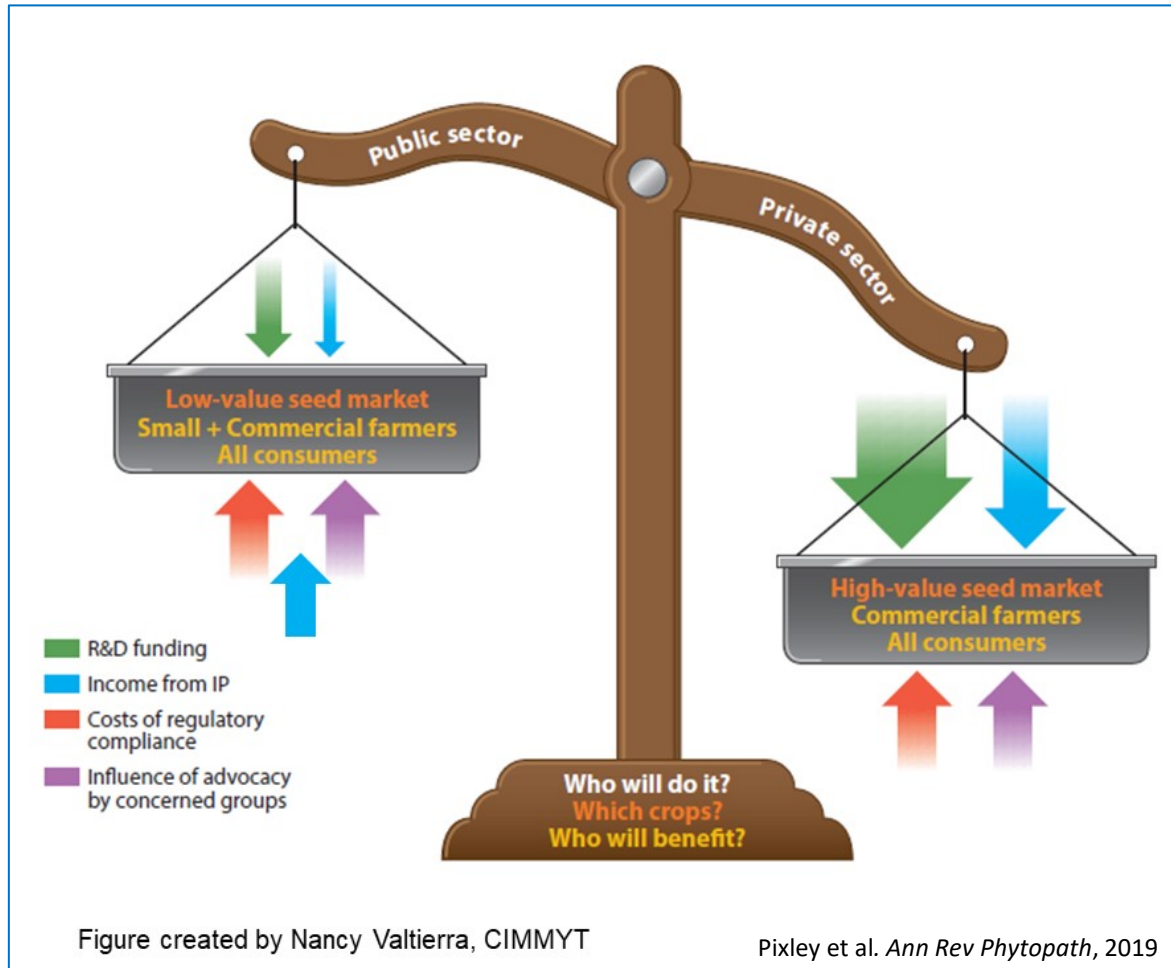 Public sector
Private sector
Low-value seed market
Small + Commercial farmers
All consumers
High-value seed market
Commercial farmers
All consumers
R&D funding
Income from IP
Costs of regulatory
compliance
Influence of advocacy
by concerned groups
Who will do it?
Which crops?
Who will benefit?
Figure created by Nancy Valtierra, CIMMYT
Pixley et al. Ann Rev Phytopath, 2019